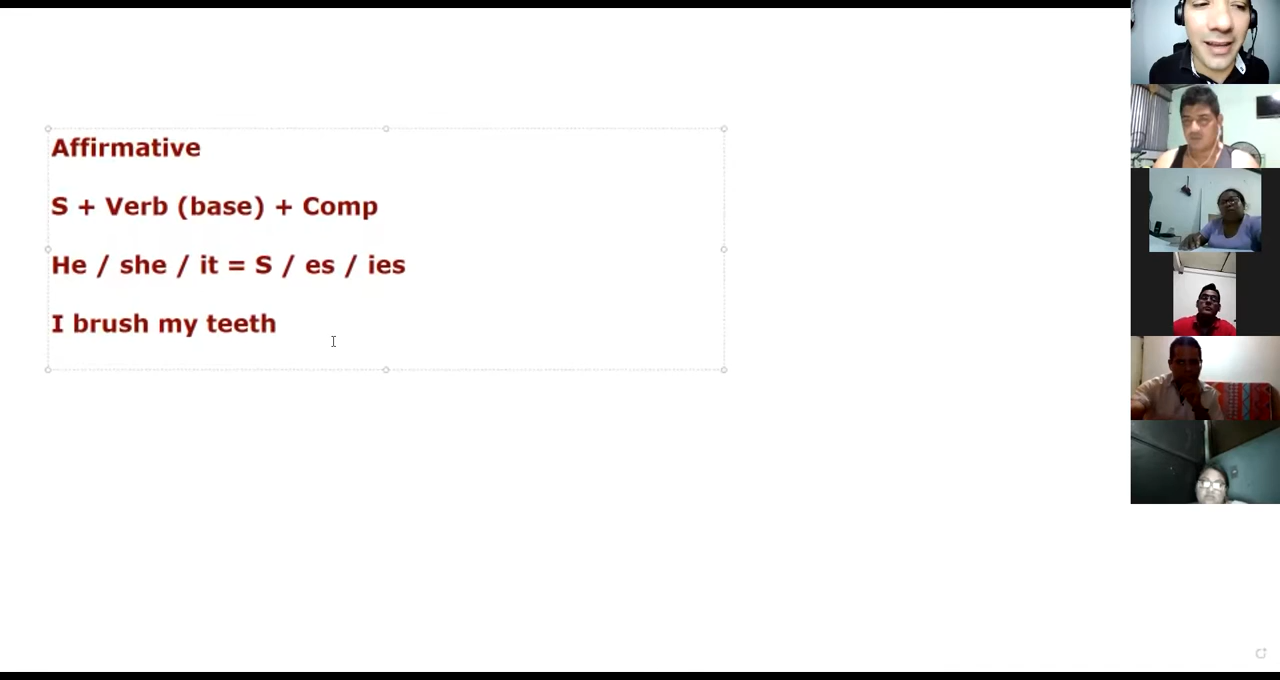 Affirmative
S + Verb (base) + Comp
He / she / it = S / es / ies
I brush my teeth